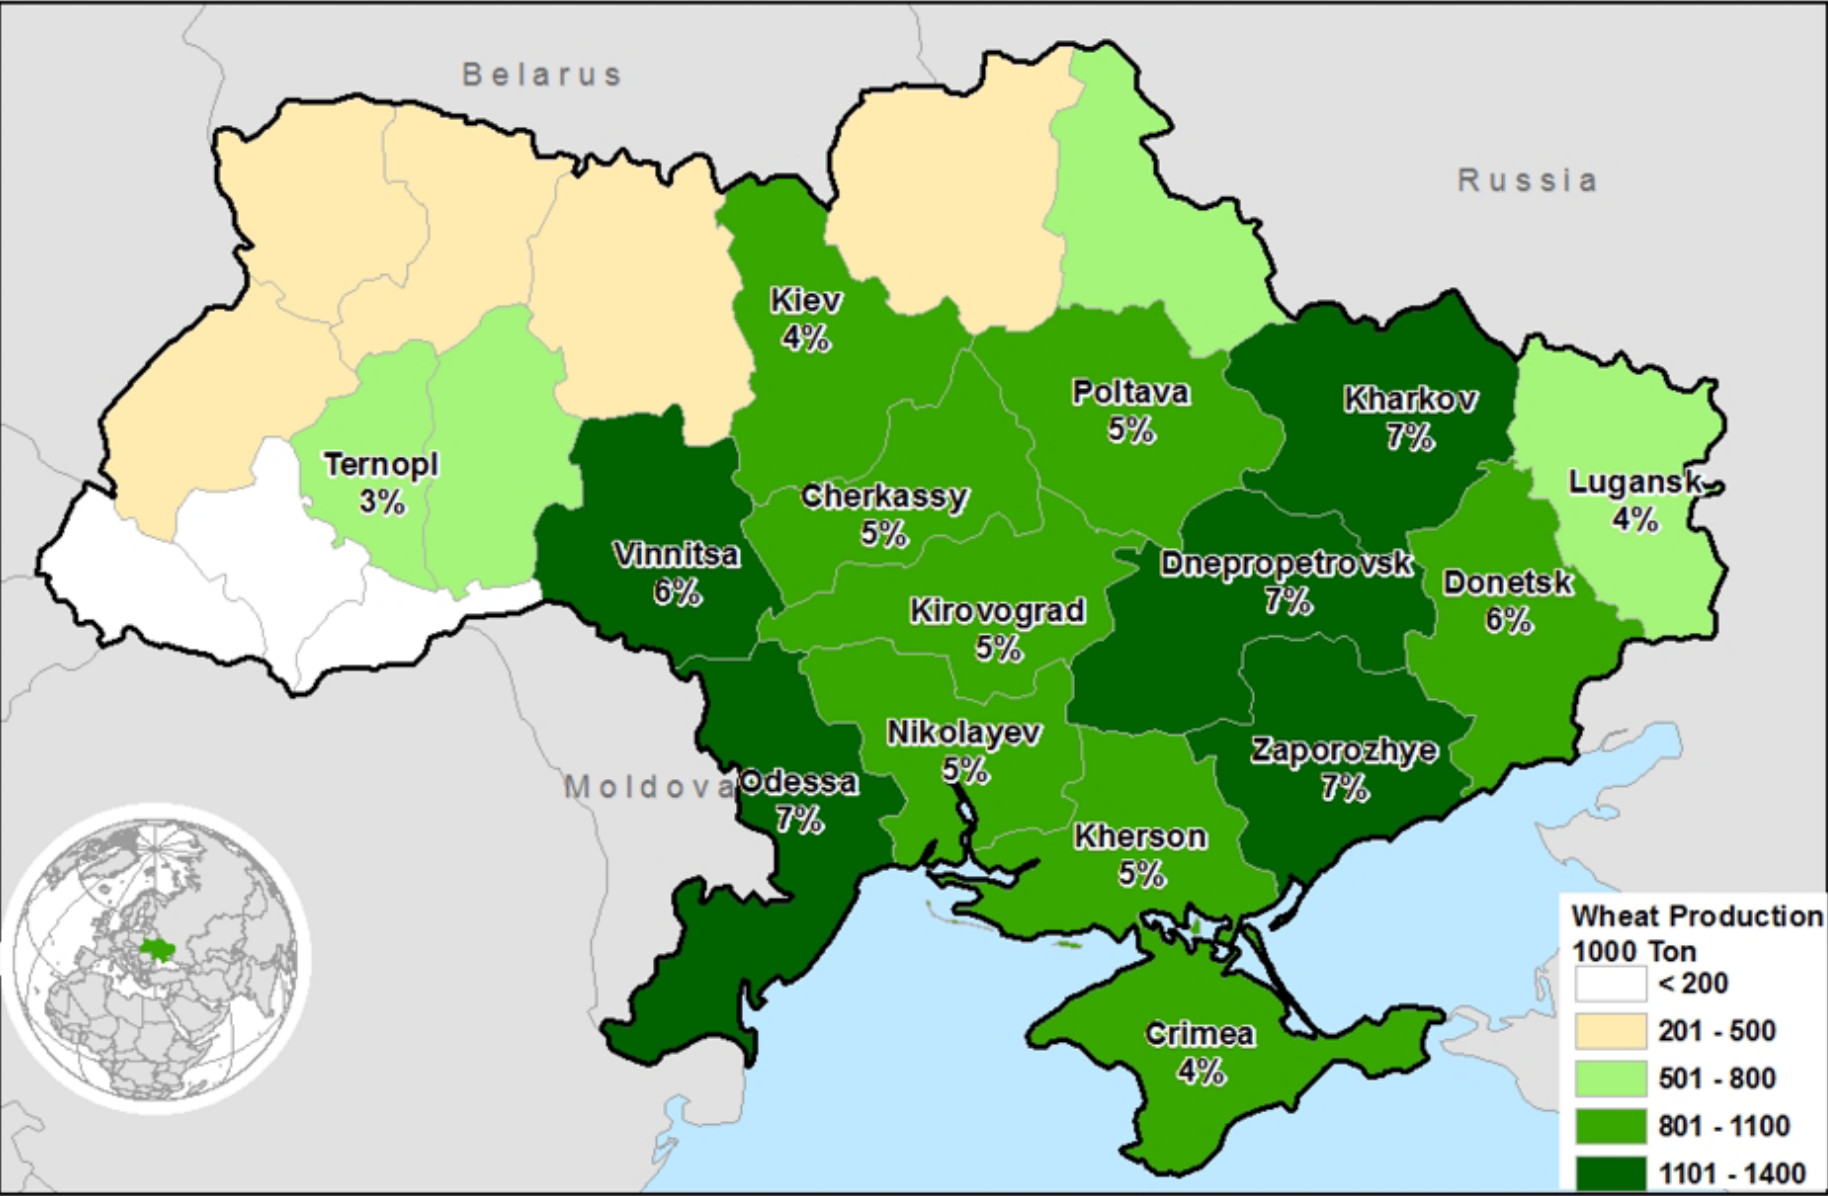 Belarus
Russia
Kiev
4%
Poltava
5%
Kharkov
7%
Ternopl
3%
Cherkassy
5%
Lugansk
4%
Vinnitsa
6%
Dnepropetrovsk
7%
Donetsk
6%
Kirovograd
5%
Nikolayev
5%
Zaporozhye
7%
Moldova
Odessa
7%
Kherson
5%
Crimea
4%
Wheat Production
1000 Ton
< 200
201 - 500
501 - 800
801 - 1100
1101 - 1400